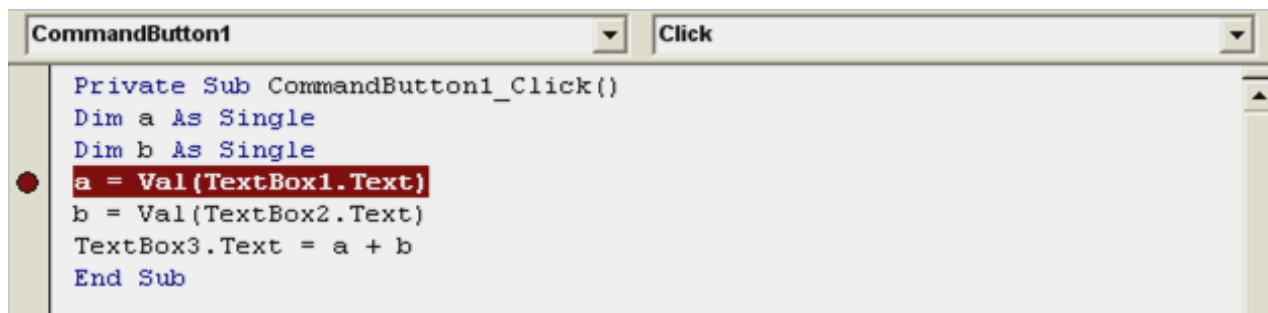 CommandButton1 Click
Private Sub CommandButton1_Click()
Dim a As Single
Dim b As Single
a = Val(TextBox1.Text)
b = Val(TextBox2.Text)
TextBox3.Text = a + b
End Sub